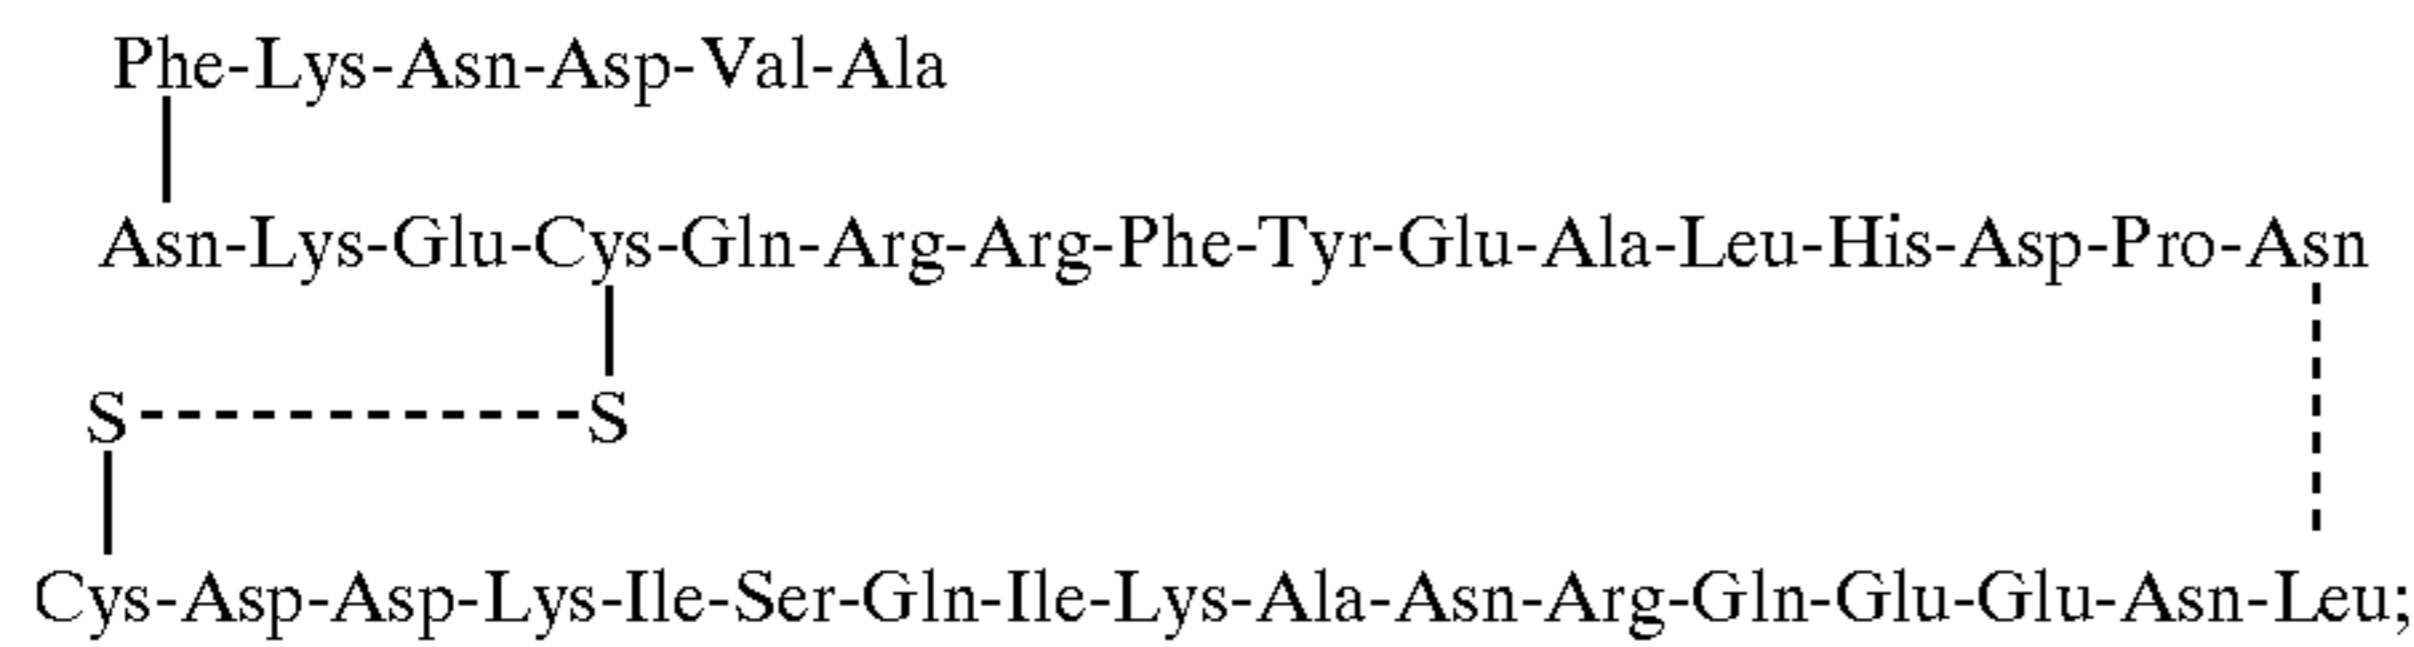 Phe-Lys-Asn-Asp-Val-Ala
Asn-Lys-Glu-Cys-Gln-Arg-Arg-Phe-Tyr-Glu-Ala-Leu-His-Asp-Pro-Asn
S-------------S
Cys-Asp-Asp-Lys-Ile-Ser-Gln-Ile-Lys-Ala-Asn-Arg-Gln-Glu-Glu-Asn-Leu;